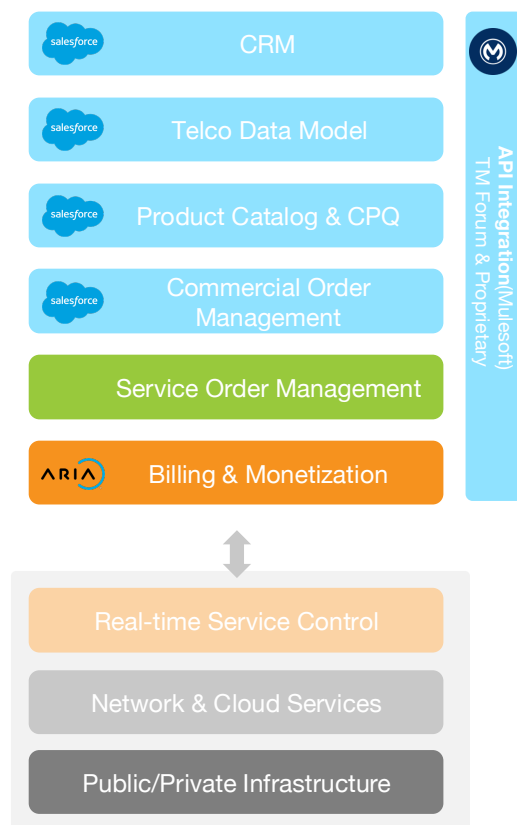 salesforce
CRM
salesforce
Telco Data Model
salesforce
Product Catalog & CPQ
salesforce
Commercial Order
Management
Service Order Management
ARIA
Billing & Monetization
API Integration(Mulesoft)
TM Forum & Proprietary
Real-time Service Control
Network & Cloud Services
Public/Private Infrastructure